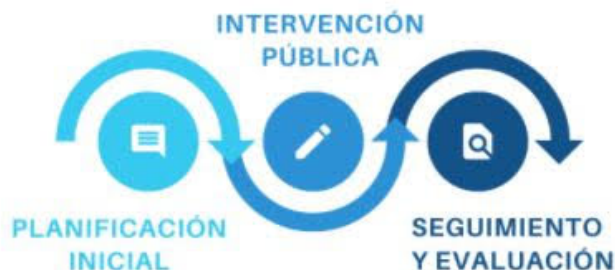 INTERVENCIÓN
PÚBLICA
PLANIFICACIÓN
INICIAL
SEGUIMIENTO
Y EVALUACIÓN